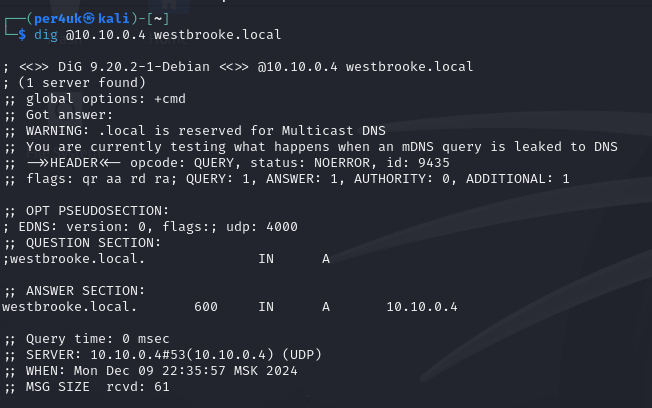 ┌──(per4uk㉿kali)-[~]
└─$ dig @10.10.0.4 westbrooke.local
; <<>> DiG 9.20.2-1-Debian <<>> @10.10.0.4 westbrooke.local
; (1 server found)
;; global options: +cmd
;; Got answer:
;; WARNING: .local is reserved for Multicast DNS
;; You are currently testing what happens when an mDNS query is leaked to DNS
;; ->>HEADER<<- opcode: QUERY, status: NOERROR, id: 9435
;; flags: qr aa rd ra; QUERY: 1, ANSWER: 1, AUTHORITY: 0, ADDITIONAL: 1
;; OPT PSEUDOSECTION:
; EDNS: version: 0, flags:; udp: 4000
;; QUESTION SECTION:
;westbrooke.local. IN A
;; ANSWER SECTION:
westbrooke.local. 600 IN A 10.10.0.4
;; Query time: 0 msec
;; SERVER: 10.10.0.4#53(10.10.0.4) (UDP)
;; WHEN: Mon Dec 09 22:35:57 MSK 2024
;; MSG SIZE rcvd: 61